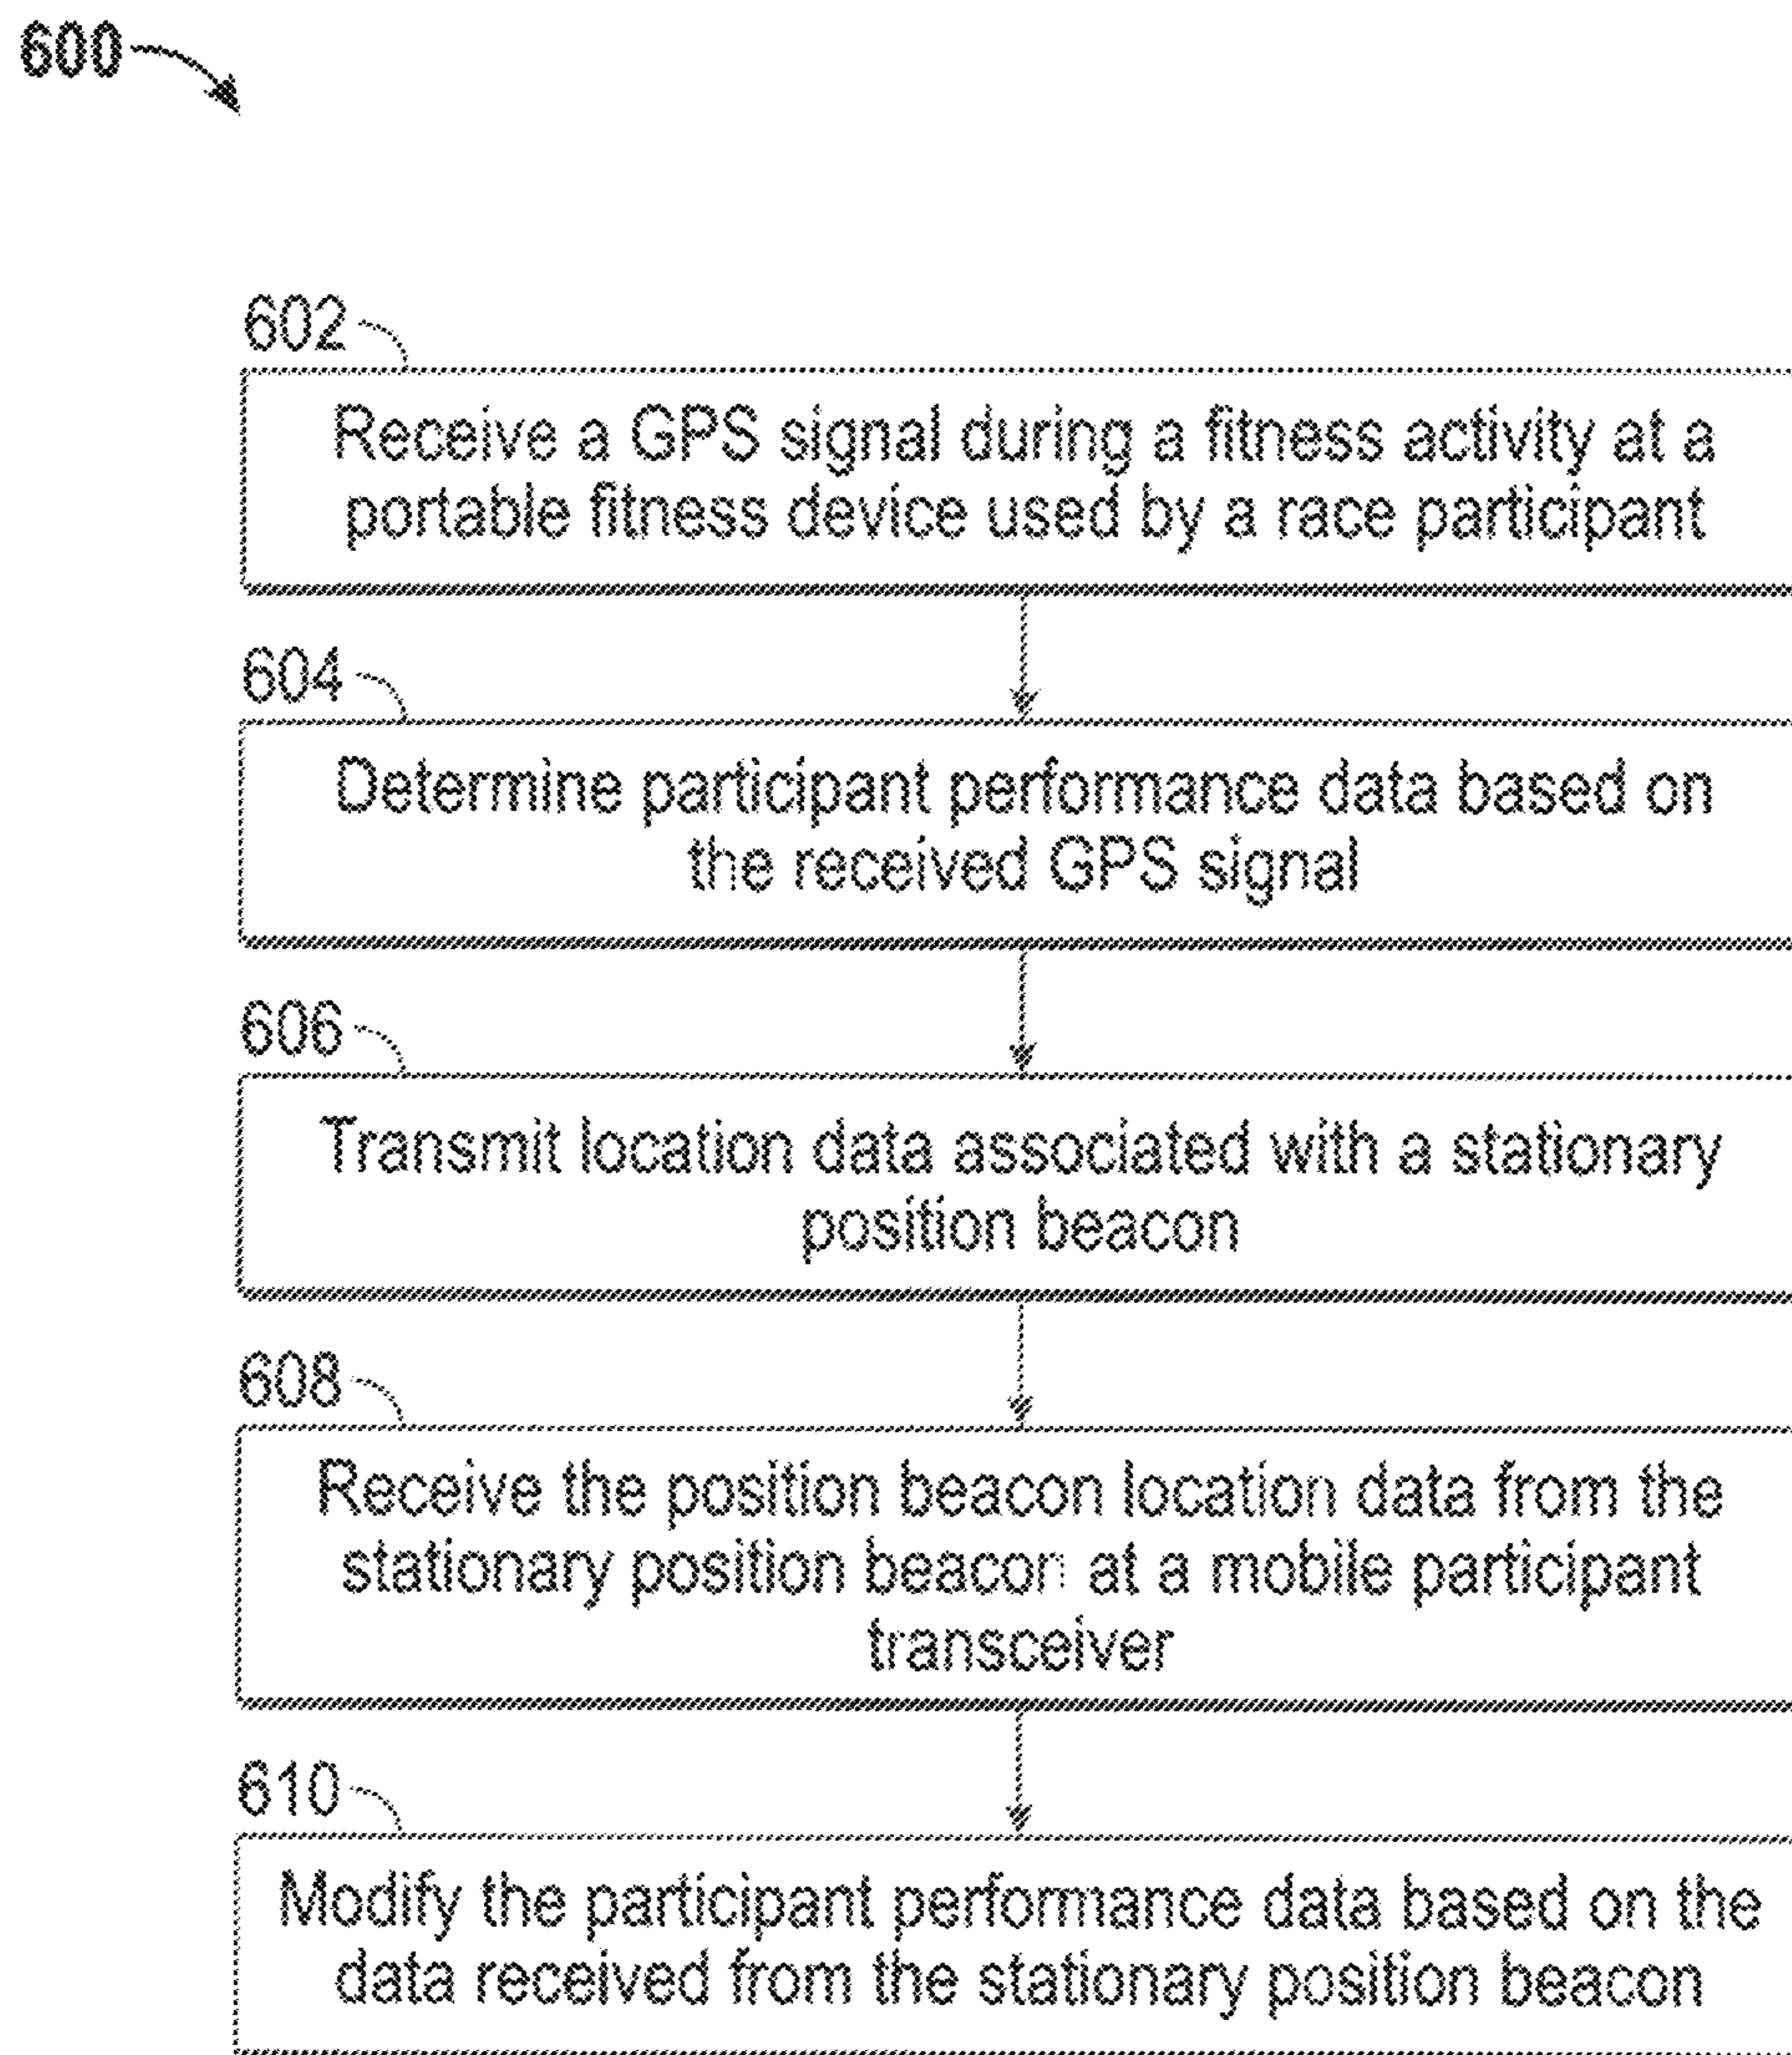 600
602
Receive a GPS signal during a fitness activity at a
portable fitness device used by a race participant
604
Determine participant performance data based on
the received GPS signal
606
Transmit location data associated with a stationary
position beacon
608
Receive the position beacon location data from the
stationary position beacon at a mobile participant
transceiver
610
Modify the participant performance data based on the
data received from the stationary position beacon